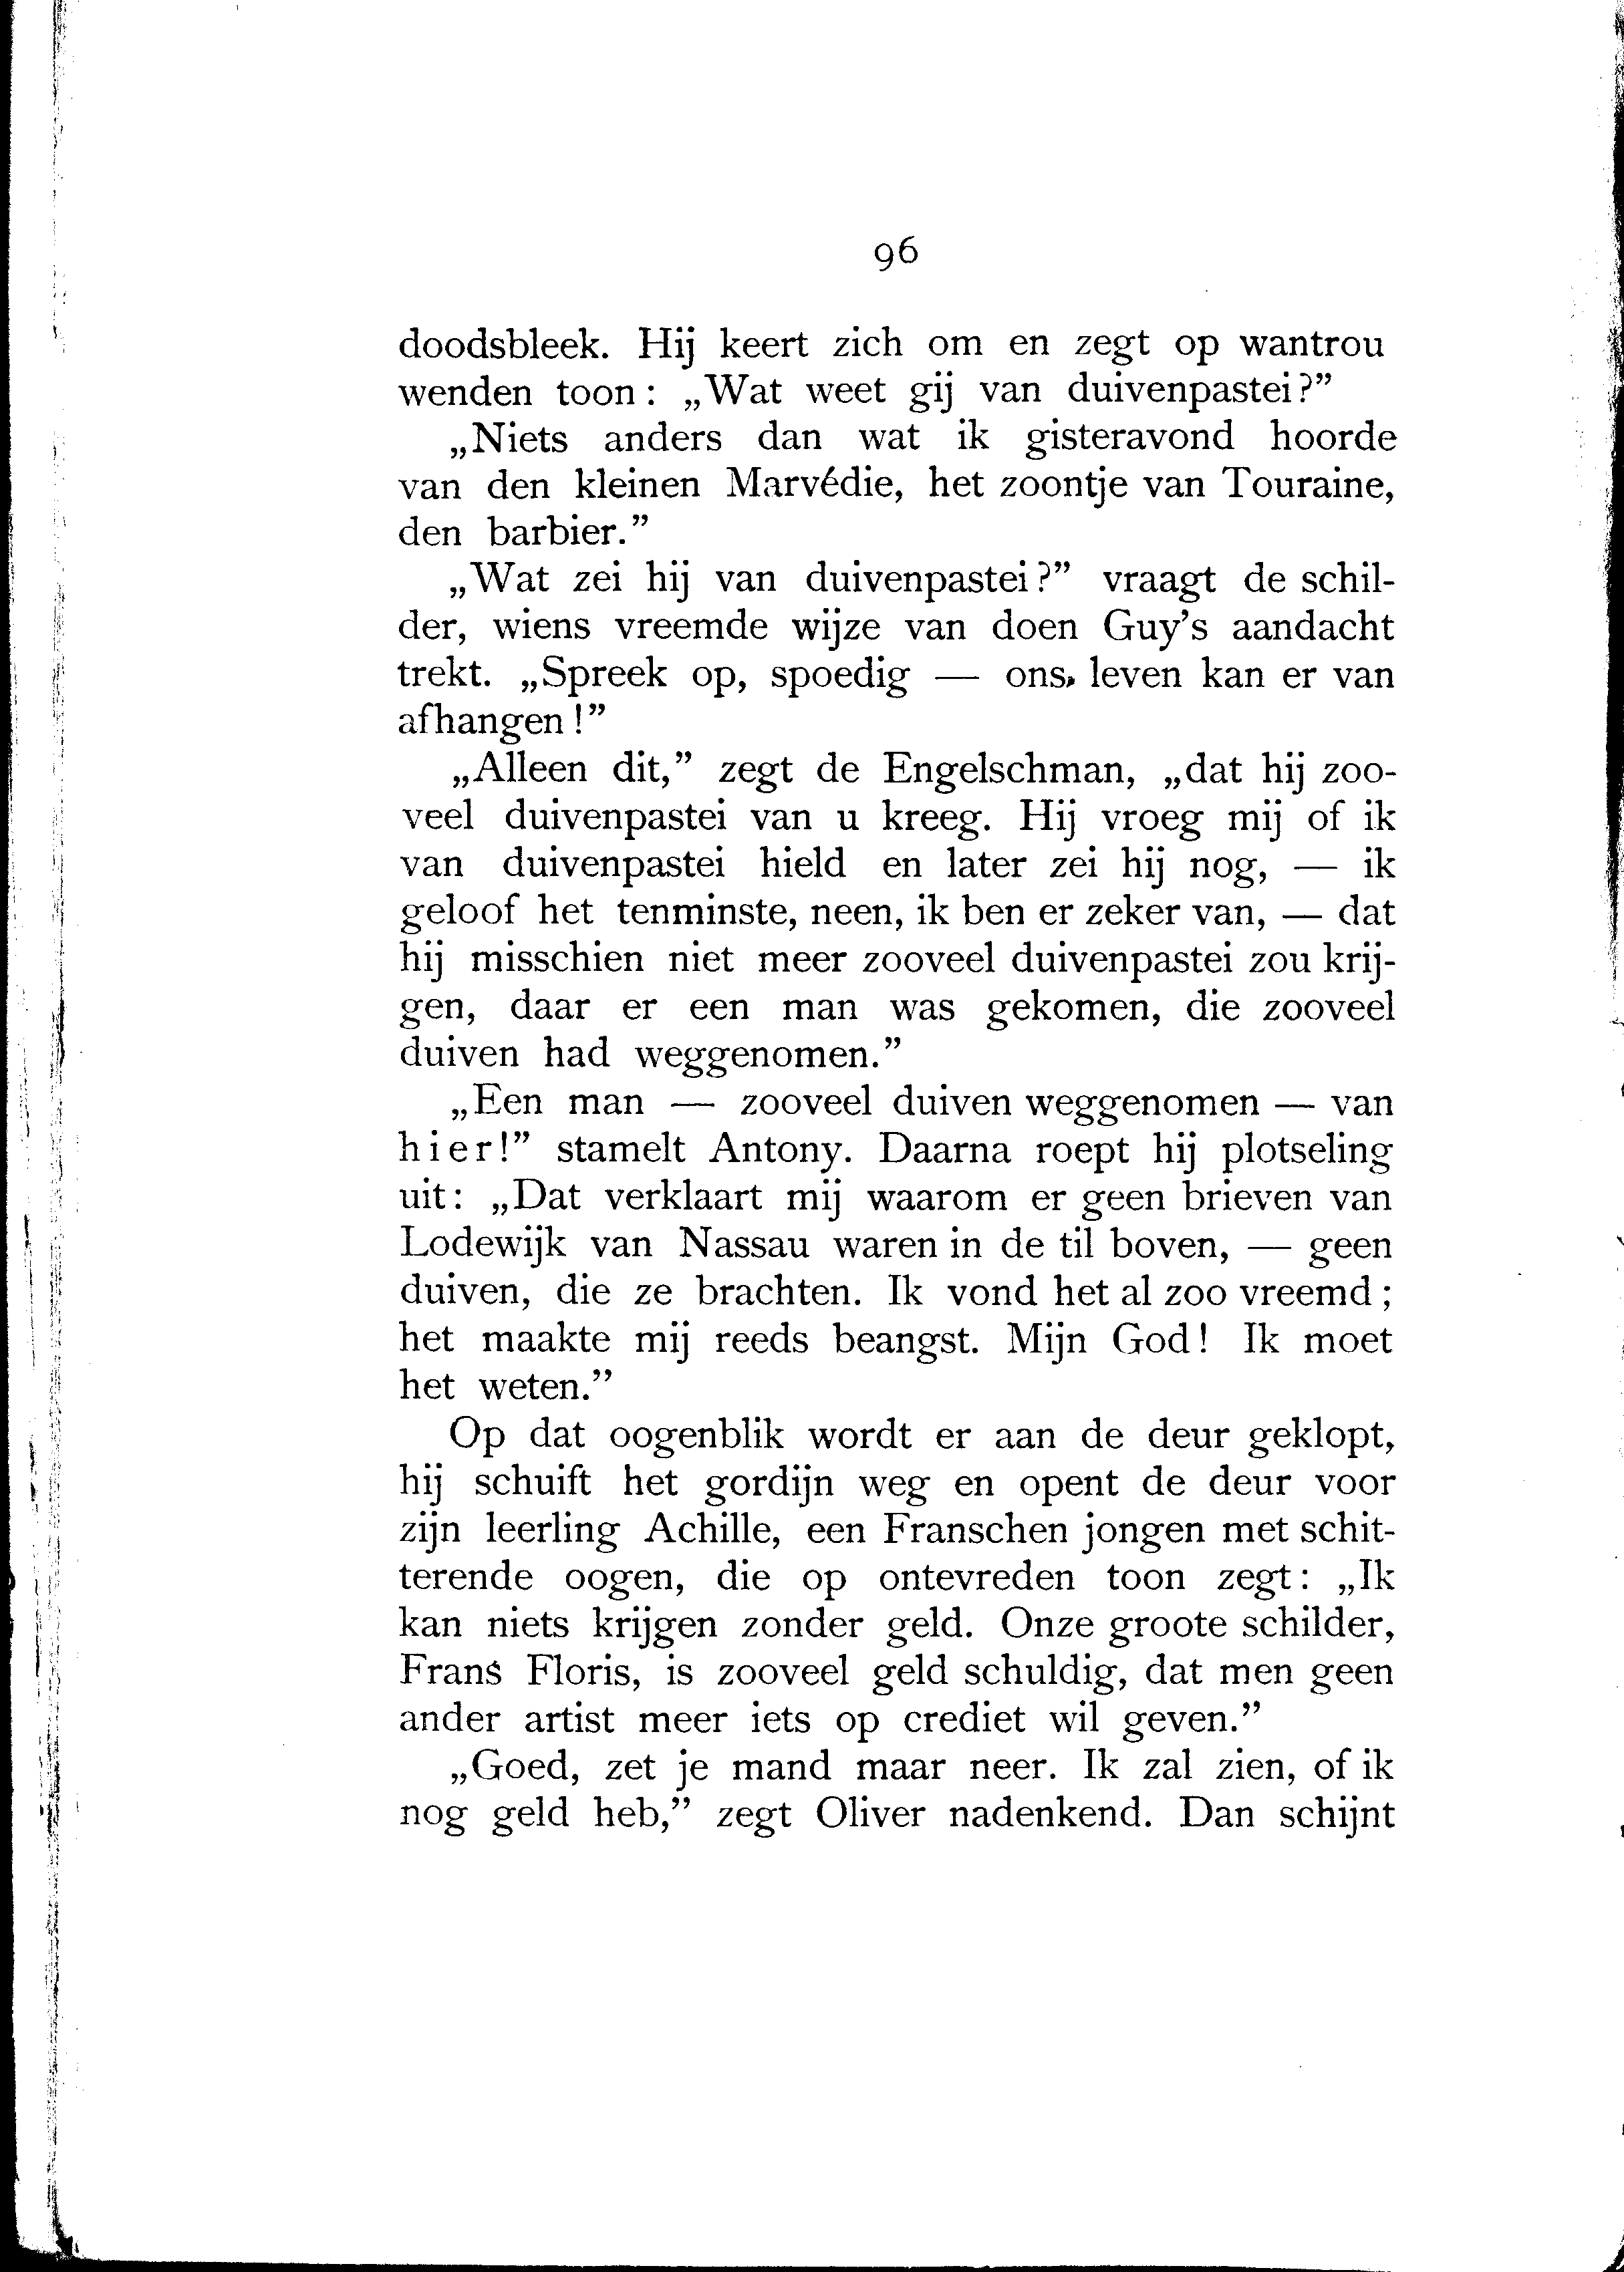 96
doodsbleek. Hij keert zich om en zegt op wantrou
wenden toon: „Wat weet gij van duivenpastei?”
„Niets anders dan wat ik gisteravond hoorde
van den kleinen Marvédie, het zoontje van Touraine,
den barbier.”
„Wat zei hij van duivenpastei?” vraagt de schil-
der, wiens vreemde wijze van doen Guy’s aandacht
trekt. „Spreek op, spoedig — ons leven kan er van
afhangen!”
„Alleen dit,” zegt de Engelschman, „dat hij zoo-
veel duivenpastei van u kreeg. Hij vroeg mij of ik
van duivenpastei hield en later zei hij nog, — ik
geloof het tenminste, neen, ik ben er zeker van, — dat
hij misschien niet meer zooveel duivenpastei zou krij-
gen, daar er een man was gekomen, die zooveel
duiven had weggenomen.”
„Een man — zooveel duiven weggenomen — van
hier!” stamelt Antony. Daarna roept hij plotseling
uit: „Dat verklaart mij waarom er geen brieven van
Lodewijk van Nassau waren in de til boven, — geen
duiven, die ze brachten. Ik vond het al zoo vreemd;
het maakte mij reeds beangst. Mijn God! Ik moet
het weten.”
Op dat oogenblik wordt er aan de deur geklopt,
hij schuift het gordijn weg en opent de deur voor
zijn leerling Achille, een Franschen jongen met schit-
terende oogen, die op ontevreden toon zegt: „Ik
kan niets krijgen zonder geld. Onze groote schilder,
Frans Floris, is zooveel geld schuldig, dat men geen
ander artist meer iets op crediet wil geven.”
„Goed, zet je mand maar neer. Ik zal zien, of ik
nog geld heb,” zegt Oliver nadenkend. Dan schijnt